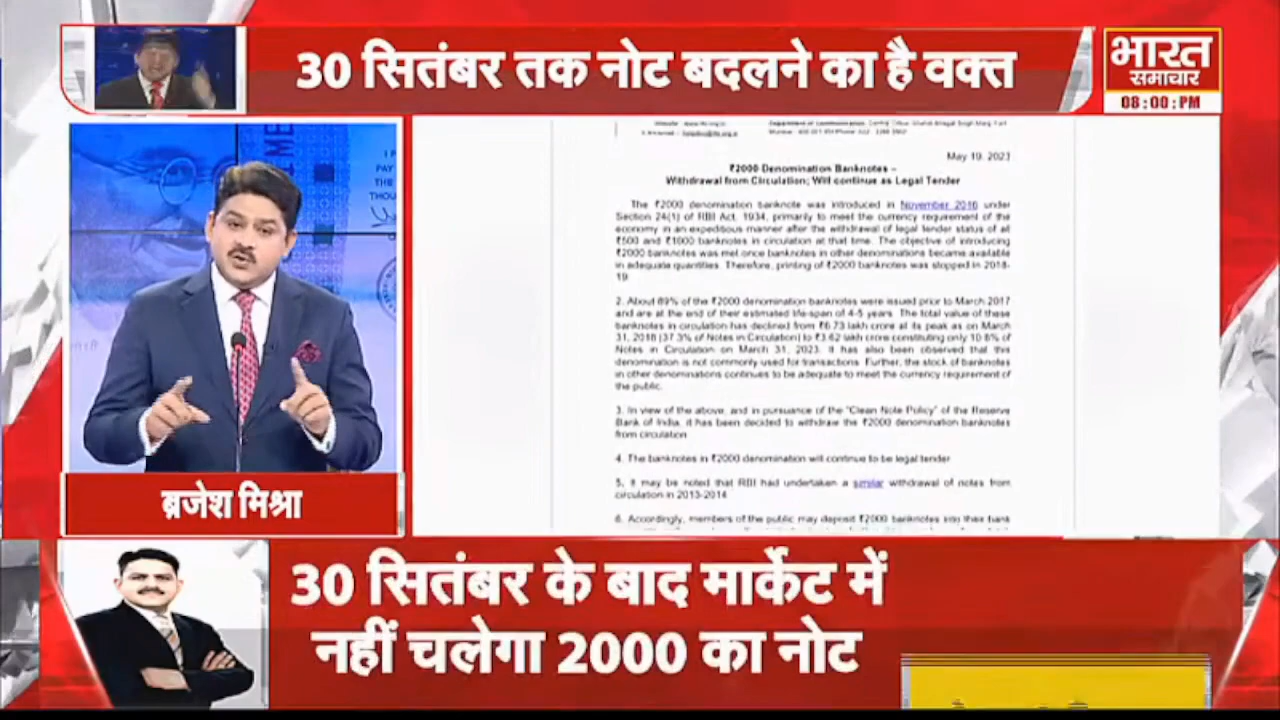 30 सितंबर तक नोट बदलने का है वक्त
भारत
समाचार
08:00:PM
May 19, 2023
₹2000 Denomination Banknotes –
Withdrawal from Circulation; Will continue as Legal Tender
The ₹2000 denomination banknote was introduced in November 2016 under
Section 24(1) of RBI Act, 1934, primarily to meet the currency requirement of the
economy in an expeditious manner after the withdrawal of legal tender status of all
₹500 and ₹1000 banknotes in circulation at that time. The objective of introducing
₹2000 banknotes was met once banknotes in other denominations became available
in adequate quantities. Therefore, printing of ₹2000 banknotes was stopped in 2018-
19.
2. About 89% of the ₹2000 denomination banknotes were issued prior to March 2017
and are at the end of their estimated life-span of 4-5 years. The total value of these
banknotes in circulation has declined from ₹6.73 lakh crore at its peak as on March
31, 2018 (37.3% of Notes in Circulation) to ₹3.62 lakh crore constituting only 10.8% of
Notes in Circulation on March 31, 2023. It has also been observed that this
denomination is not commonly used for transactions. Further, the stock of banknotes
in other denominations continues to be adequate to meet the currency requirement of
the public.
3. In view of the above, and in pursuance of the "Clean Note Policy" of the Reserve
Bank of India, it has been decided to withdraw the ₹2000 denomination banknotes
from circulation.
4. The banknotes in ₹2000 denomination will continue to be legal tender
5. It may be noted that RBI had undertaken a similar withdrawal of notes from
circulation in 2013-2014
6. Accordingly, members of the public may deposit ₹2000 banknotes into their bank
ब्रजेश मिश्रा
30 सितंबर के बाद मार्केट में
नहीं चलेगा 2000 का नोट